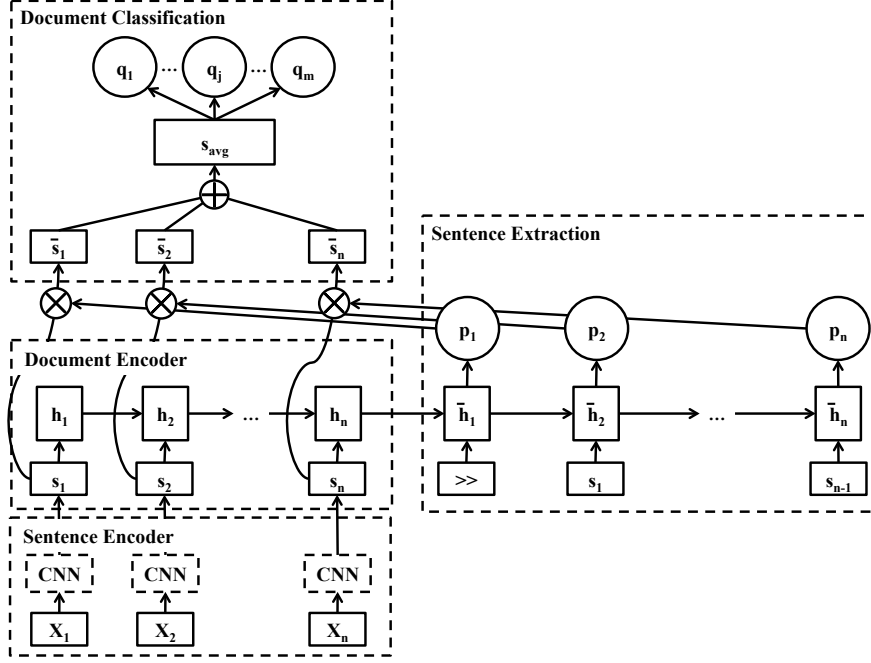 Document Classification
q1 ... qj ... qm
savg
s̄1 s̄2 s̄n
Sentence Extraction
p1 p2 pn
Document Encoder
h1 h2 ... hn h̄1 h̄2 ... h̄n
s1 s2 sn >> s1 sn-1
Sentence Encoder
CNN CNN CNN
X1 X2 Xn